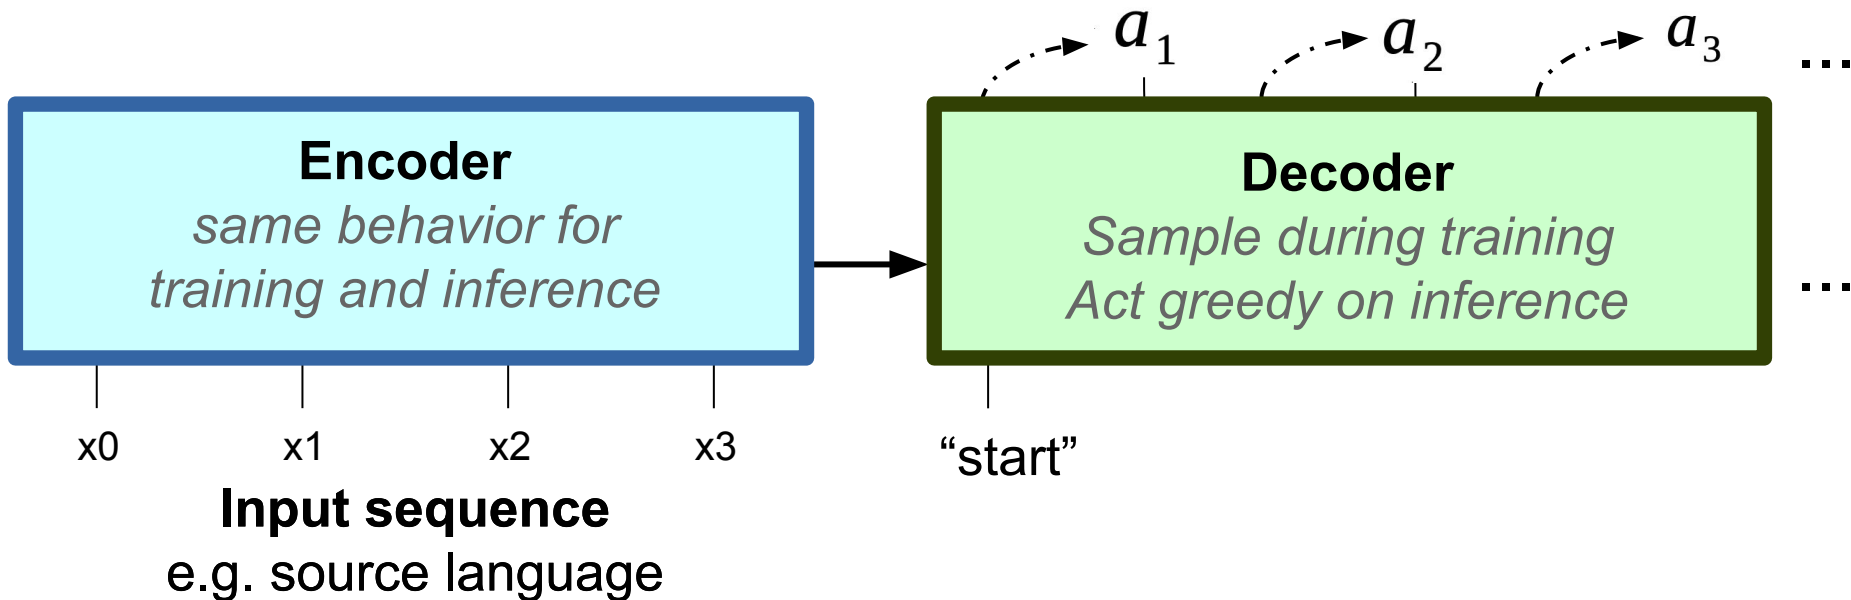 a1 a2 a3 ...
Encoder
same behavior for
training and inference
Decoder
Sample during training
Act greedy on inference
...
x0 x1 x2 x3
“start”
Input sequence
e.g. source language